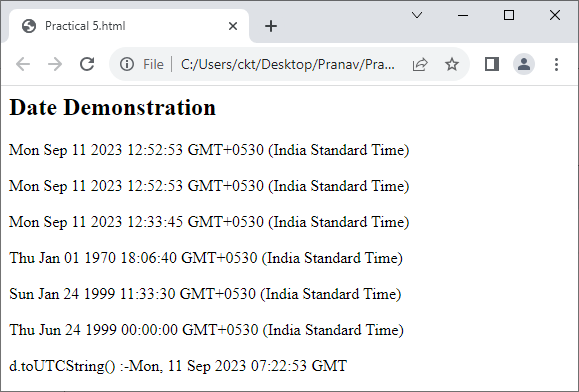 Practical 5.html
File
C:/Users/ckt/Desktop/Pranav/Pra...
Date Demonstration
Mon Sep 11 2023 12:52:53 GMT+0530 (India Standard Time)
Mon Sep 11 2023 12:52:53 GMT+0530 (India Standard Time)
Mon Sep 11 2023 12:33:45 GMT+0530 (India Standard Time)
Thu Jan 01 1970 18:06:40 GMT+0530 (India Standard Time)
Sun Jan 24 1999 11:33:30 GMT+0530 (India Standard Time)
Thu Jun 24 1999 00:00:00 GMT+0530 (India Standard Time)
d.toUTCString() :-Mon, 11 Sep 2023 07:22:53 GMT